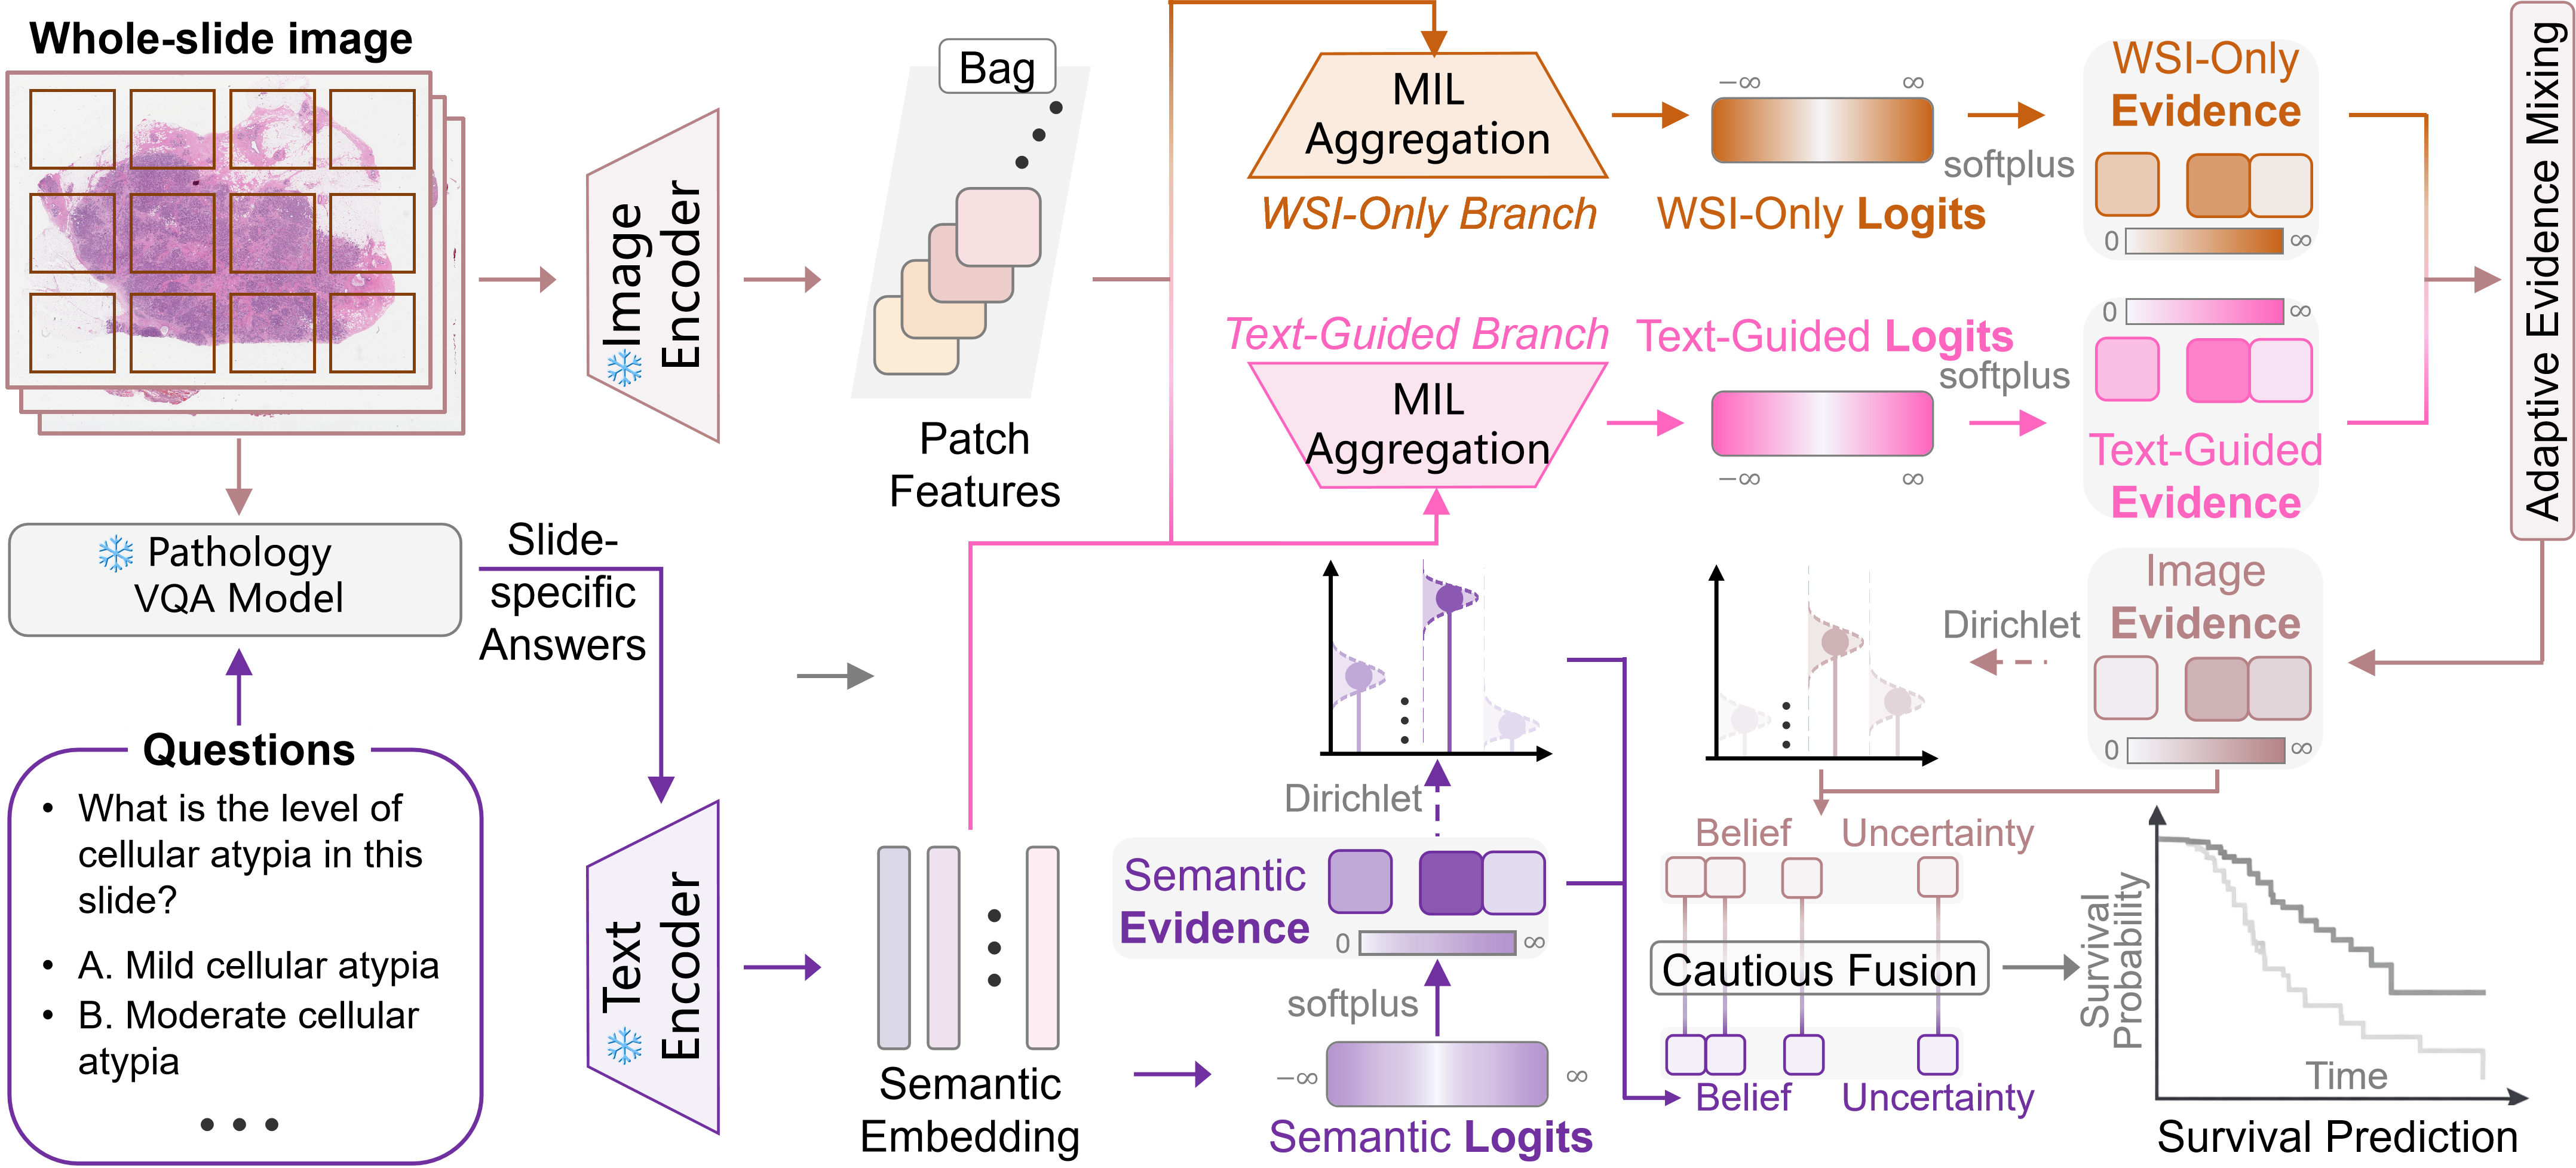 Whole-slide image
Image
Encoder
Bag
Patch
Features
MIL
Aggregation
WSI-Only Branch
−∞
∞
WSI-Only Logits
softplus
WSI-Only
Evidence
0
∞
Adaptive Evidence Mixing
Text-Guided Branch
MIL
Aggregation
Text-Guided Logits
−∞
∞
softplus
0
∞
Text-Guided
Evidence
Pathology
VQA Model
Slide-
specific
Answers
Questions
• What is the level of
cellular atypia in this
slide?
• A. Mild cellular atypia
• B. Moderate cellular
atypia
Text
Encoder
Semantic
Embedding
Dirichlet
Semantic
Evidence
0
∞
softplus
−∞
∞
Semantic Logits
Dirichlet
Image
Evidence
0
∞
Belief
Uncertainty
Cautious Fusion
Belief
Uncertainty
Survival
Probability
Time
Survival Prediction